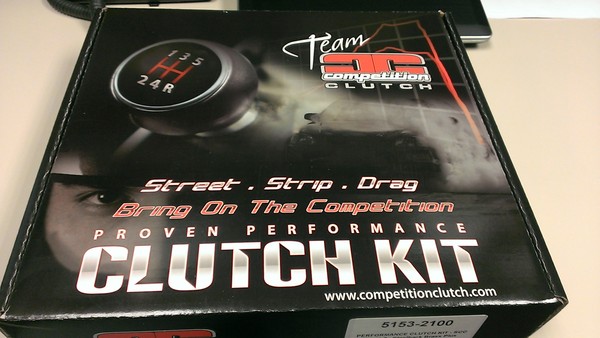 1 3 5
2 4 R
Team
competition
CLUTCH
Street . Strip . Drag
Bring On The Competition
PROVEN PERFORMANCE
CLUTCH KIT
www.competitionclutch.com
5153-2100
PERFORMANCE CLUTCH KIT